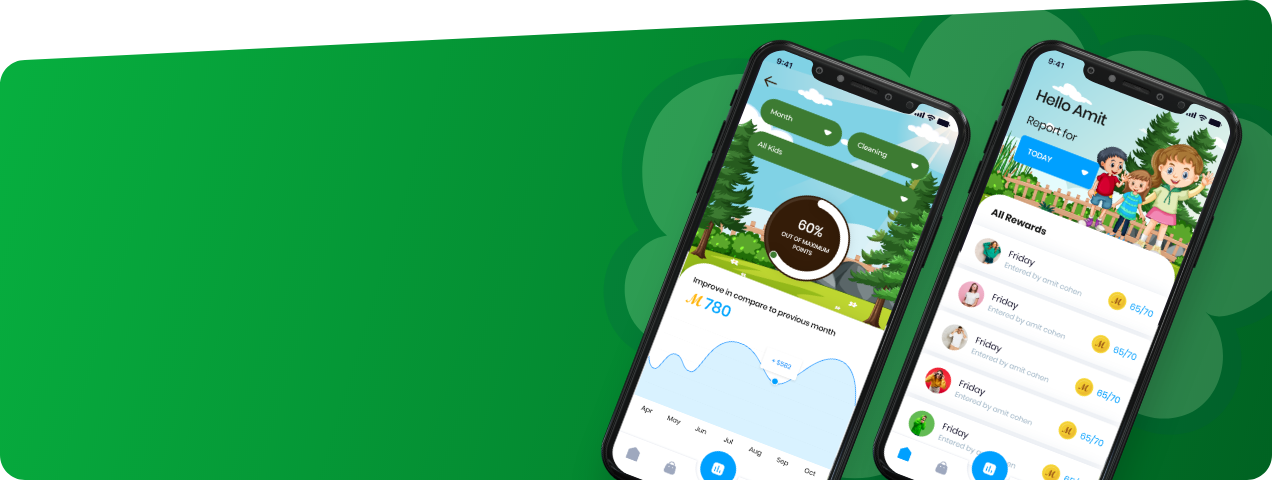 9:41
Month
Cleaning
All Kids
60%
OUT OF MAXIMUM
POINTS
Improve in compare to previous month
M 780
+ $563
Apr May Jun Jul Aug Sep Oct
9:41
Hello Amit
Report for
TODAY
All Rewards
Friday
Entered by amit cohen
M 65/70
Friday
Entered by amit cohen
M 65/70
Friday
Entered by amit cohen
M 65/70
Friday
Entered by amit cohen
M 65/70
Friday
Entered by
M